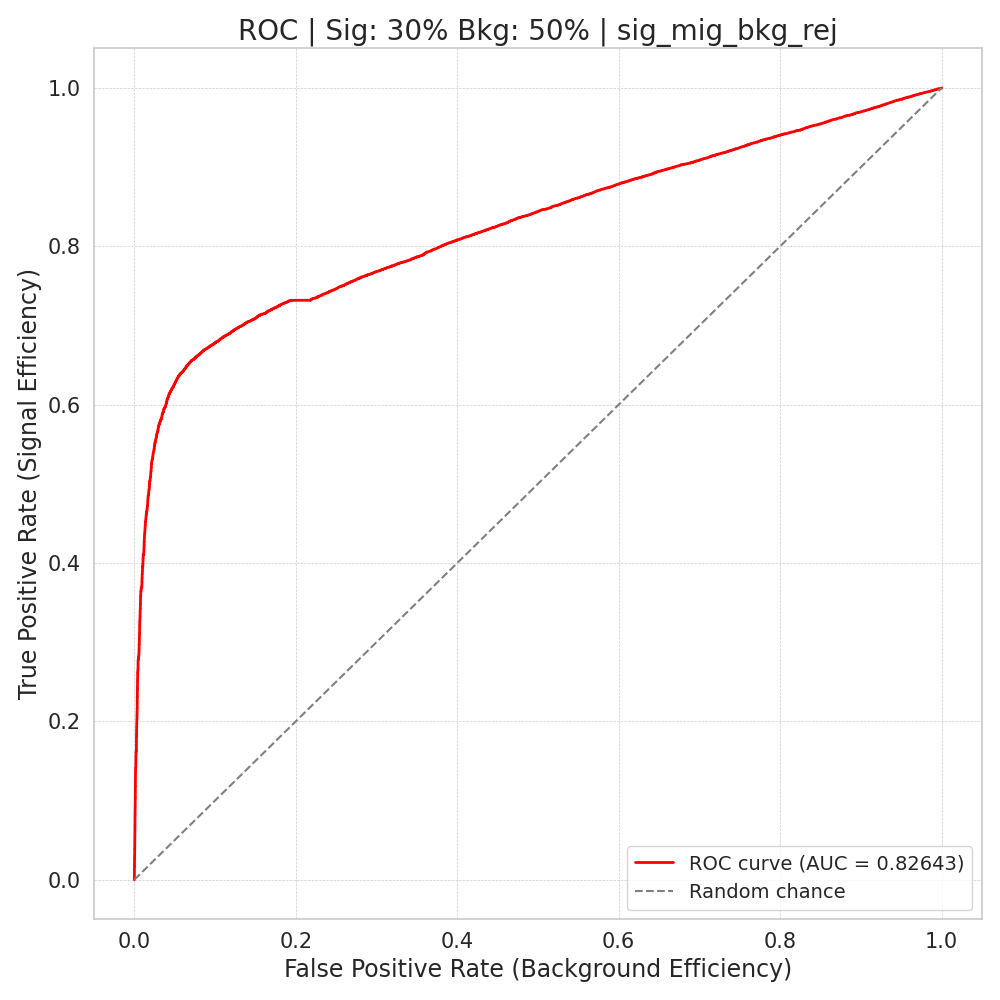 ROC | Sig: 30% Bkg: 50% | sig_mig_bkg_rej
True Positive Rate (Signal Efficiency)
1.0
0.8
0.6
0.4
0.2
0.0
ROC curve (AUC = 0.82643)
Random chance
0.0 0.2 0.4 0.6 0.8 1.0
False Positive Rate (Background Efficiency)